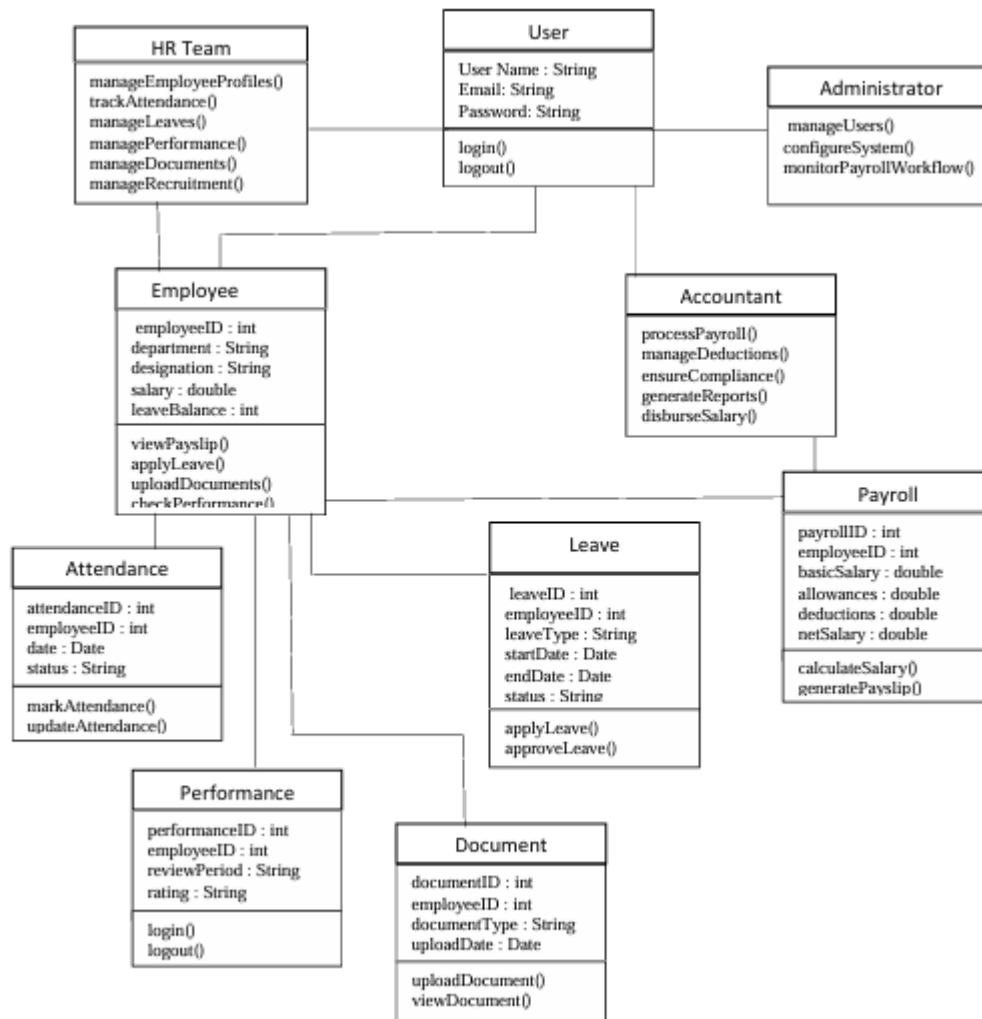 HR Team
manageEmployeeProfiles()
trackAttendance()
manageLeaves()
managePerformance()
manageDocuments()
manageRecruitment()
User
User Name : String
Email: String
Password: String
login()
logout()
Administrator
manageUsers()
configureSystem()
monitorPayrollWorkflow()
Employee
employeeID : int
department : String
designation : String
salary : double
leaveBalance : int
viewPayslip()
applyLeave()
uploadDocuments()
checkPerformance()
Accountant
processPayroll()
manageDeductions()
ensureCompliance()
generateReports()
disburseSalary()
Payroll
payrollID : int
employeeID : int
basicSalary : double
allowances : double
deductions : double
netSalary : double
calculateSalary()
generatePayslip()
Attendance
attendanceID : int
employeeID : int
date : Date
status : String
markAttendance()
updateAttendance()
Leave
leaveID : int
employeeID : int
leaveType : String
startDate : Date
endDate : Date
status : String
applyLeave()
approveLeave()
Performance
performanceID : int
employeeID : int
reviewPeriod : String
rating : String
login()
logout()
Document
documentID : int
employeeID : int
documentType : String
uploadDate : Date
uploadDocument()
viewDocument()